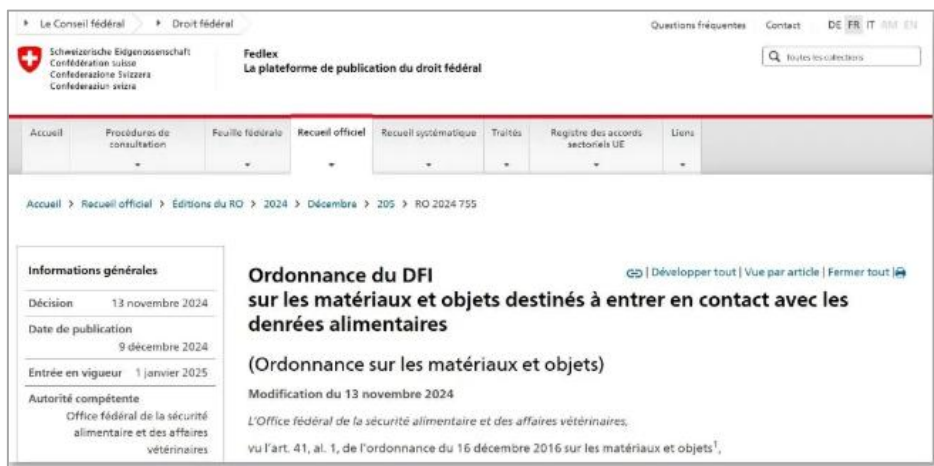 Le Conseil fédéral Droit fédéral
Questions fréquentes Contact DE FR IT RM EN
Schweizerische Eidgenossenschaft
Confédération suisse
Confederazione Svizzera
Confederaziun svizra
Fedlex
La plateforme de publication du droit fédéral
Toutes les collections
Accueil Procédures de consultation Feuille fédérale Recueil officiel Recueil systématique Traités Registre des accords sectoriels UE Liens
Accueil > Recueil officiel > Éditions du RO > 2024 > Décembre > 205 > RO 2024 755
Informations générales
Décision 13 novembre 2024
Date de publication
9 décembre 2024
Entrée en vigueur 1 janvier 2025
Autorité compétente
Office fédéral de la sécurité
alimentaire et des affaires
vétérinaires
| Développer tout | Vue par article | Fermer tout |
Ordonnance du DFI
sur les matériaux et objets destinés à entrer en contact avec les
denrées alimentaires
(Ordonnance sur les matériaux et objets)
Modification du 13 novembre 2024
L'Office fédéral de la sécurité alimentaire et des affaires vétérinaires,
vu l'art. 41, al. 1, de l'ordonnance du 16 décembre 2016 sur les matériaux et objets¹,